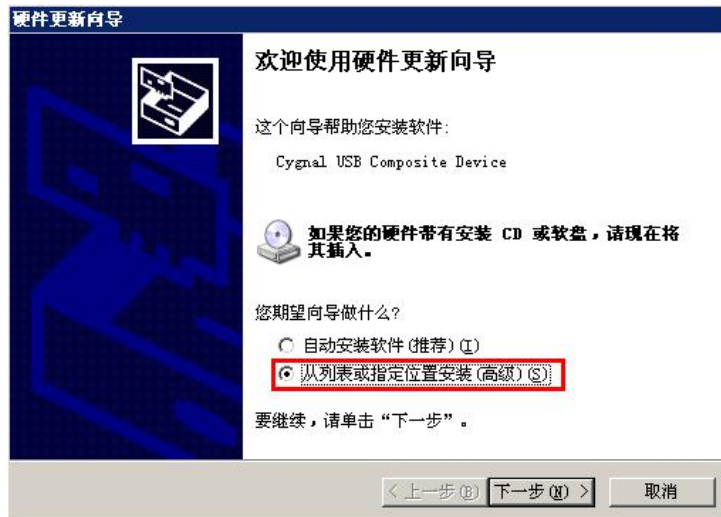 硬件更新向导
欢迎使用硬件更新向导
这个向导帮助您安装软件:
Cygnal USB Composite Device
如果您的硬件带有安装 CD 或软盘，请现在将
其插入。
您期望向导做什么?
自动安装软件(推荐)(I)
从列表或指定位置安装(高级)(S)
要继续，请单击“下一步”。
< 上一步(B) 下一步(N) > 取消